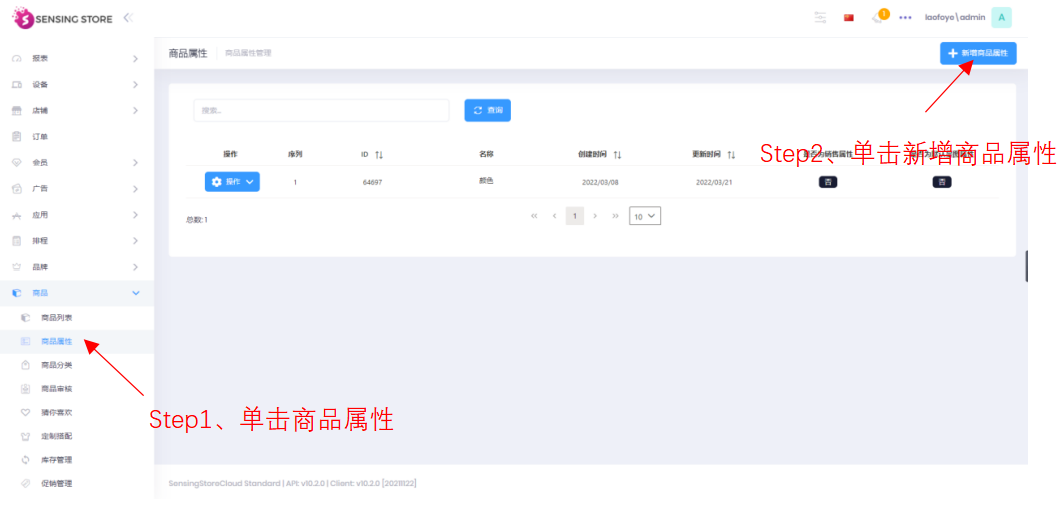 SENSING STORE
1
laofoye\admin
A
报表
商品属性
商品属性管理
新增商品属性
设备
店铺
搜索...
查询
订单
Step2、单击新增商品属性
会员
操作
序列
ID
名称
创建时间
更新时间
广告
操作
1
64697
颜色
2022/03/08
2022/03/21
否
否
应用
总数:1
1
10
排程
品牌
商品
商品列表
商品属性
商品分类
商品审核
猜你喜欢
Step1、单击商品属性
定制搭配
库存管理
促销管理
SensingStoreCloud Standard | API: v10.2.0 | Client: v10.2.0 [20211122]